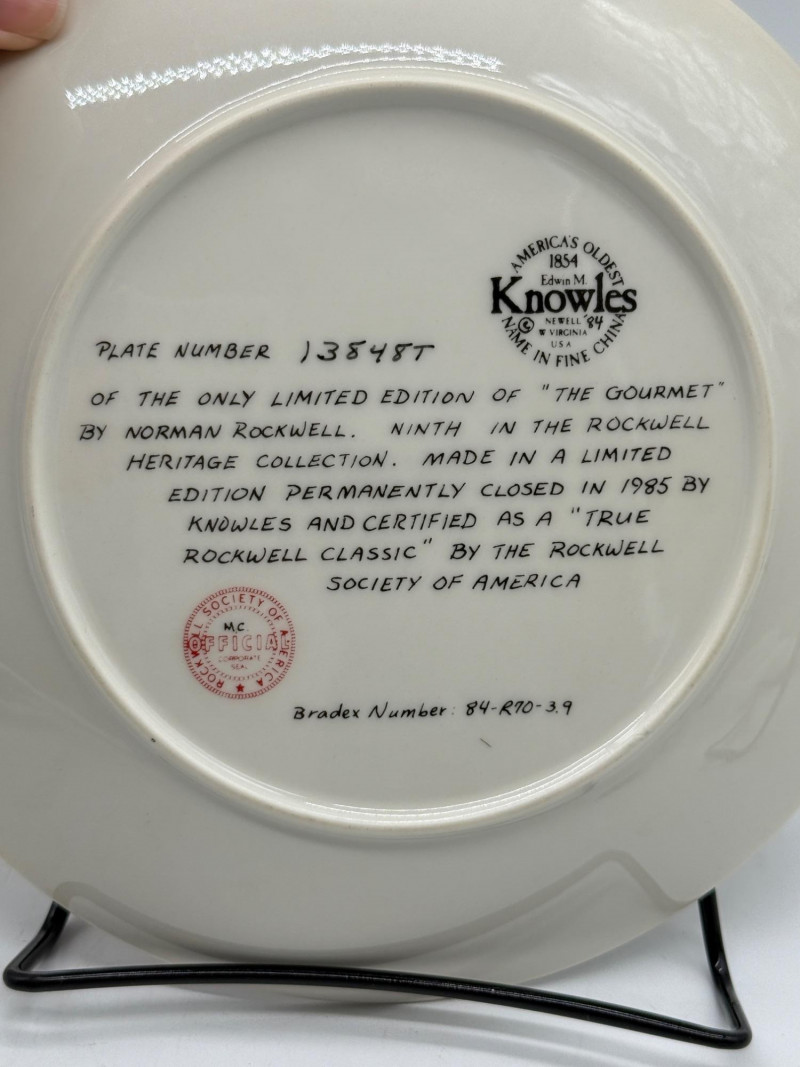 AMERICA'S OLDEST
1854
Edwin M.
Knowles
© NEWELL '84
W VIRGINIA
USA
NAME IN FINE CHINA
PLATE NUMBER 13848T
OF THE ONLY LIMITED EDITION OF "THE GOURMET"
BY NORMAN ROCKWELL. NINTH IN THE ROCKWELL
HERITAGE COLLECTION. MADE IN A LIMITED
EDITION PERMANENTLY CLOSED IN 1985 BY
KNOWLES AND CERTIFIED AS A "TRUE
ROCKWELL CLASSIC" BY THE ROCKWELL
SOCIETY OF AMERICA
ROCKWELL SOCIETY OF AMERICA
M.C.
OFFICIAL
CORPORATE
SEAL
Bradex Number: 84-R70-3.9